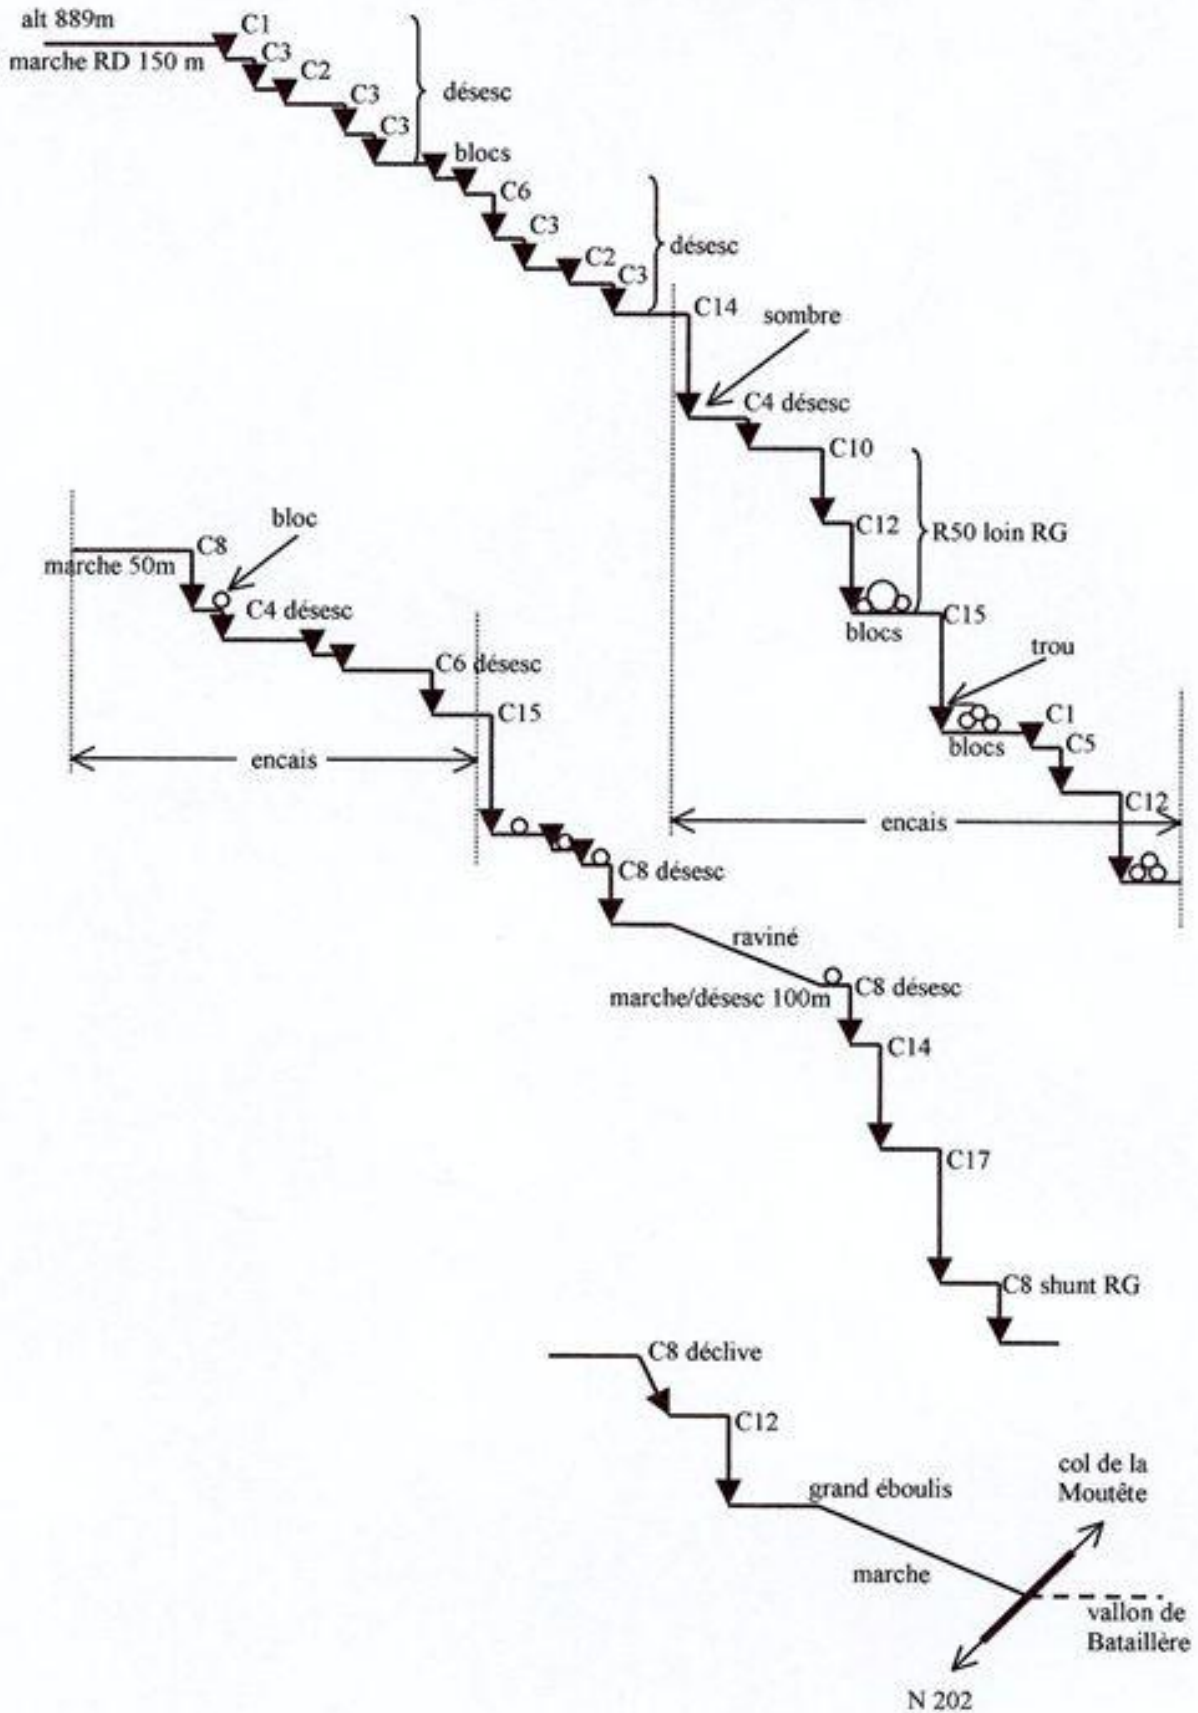 alt 889m
marche RD 150 m
C1
C3
C2
C3
C3
désesc
blocs
C6
C3
C2
C3
désesc
C14
sombre
C4 désesc
C10
C12
R50 loin RG
blocs
C15
trou
blocs
C1
C5
C12
encais
marche 50m
C8
bloc
C4 désesc
C6 désesc
C15
encais
C8 désesc
raviné
marche/désesc 100m
C8 désesc
C14
C17
C8 shunt RG
C8 déclive
C12
grand éboulis
marche
col de la
Moutête
vallon de
Bataillère
N 202